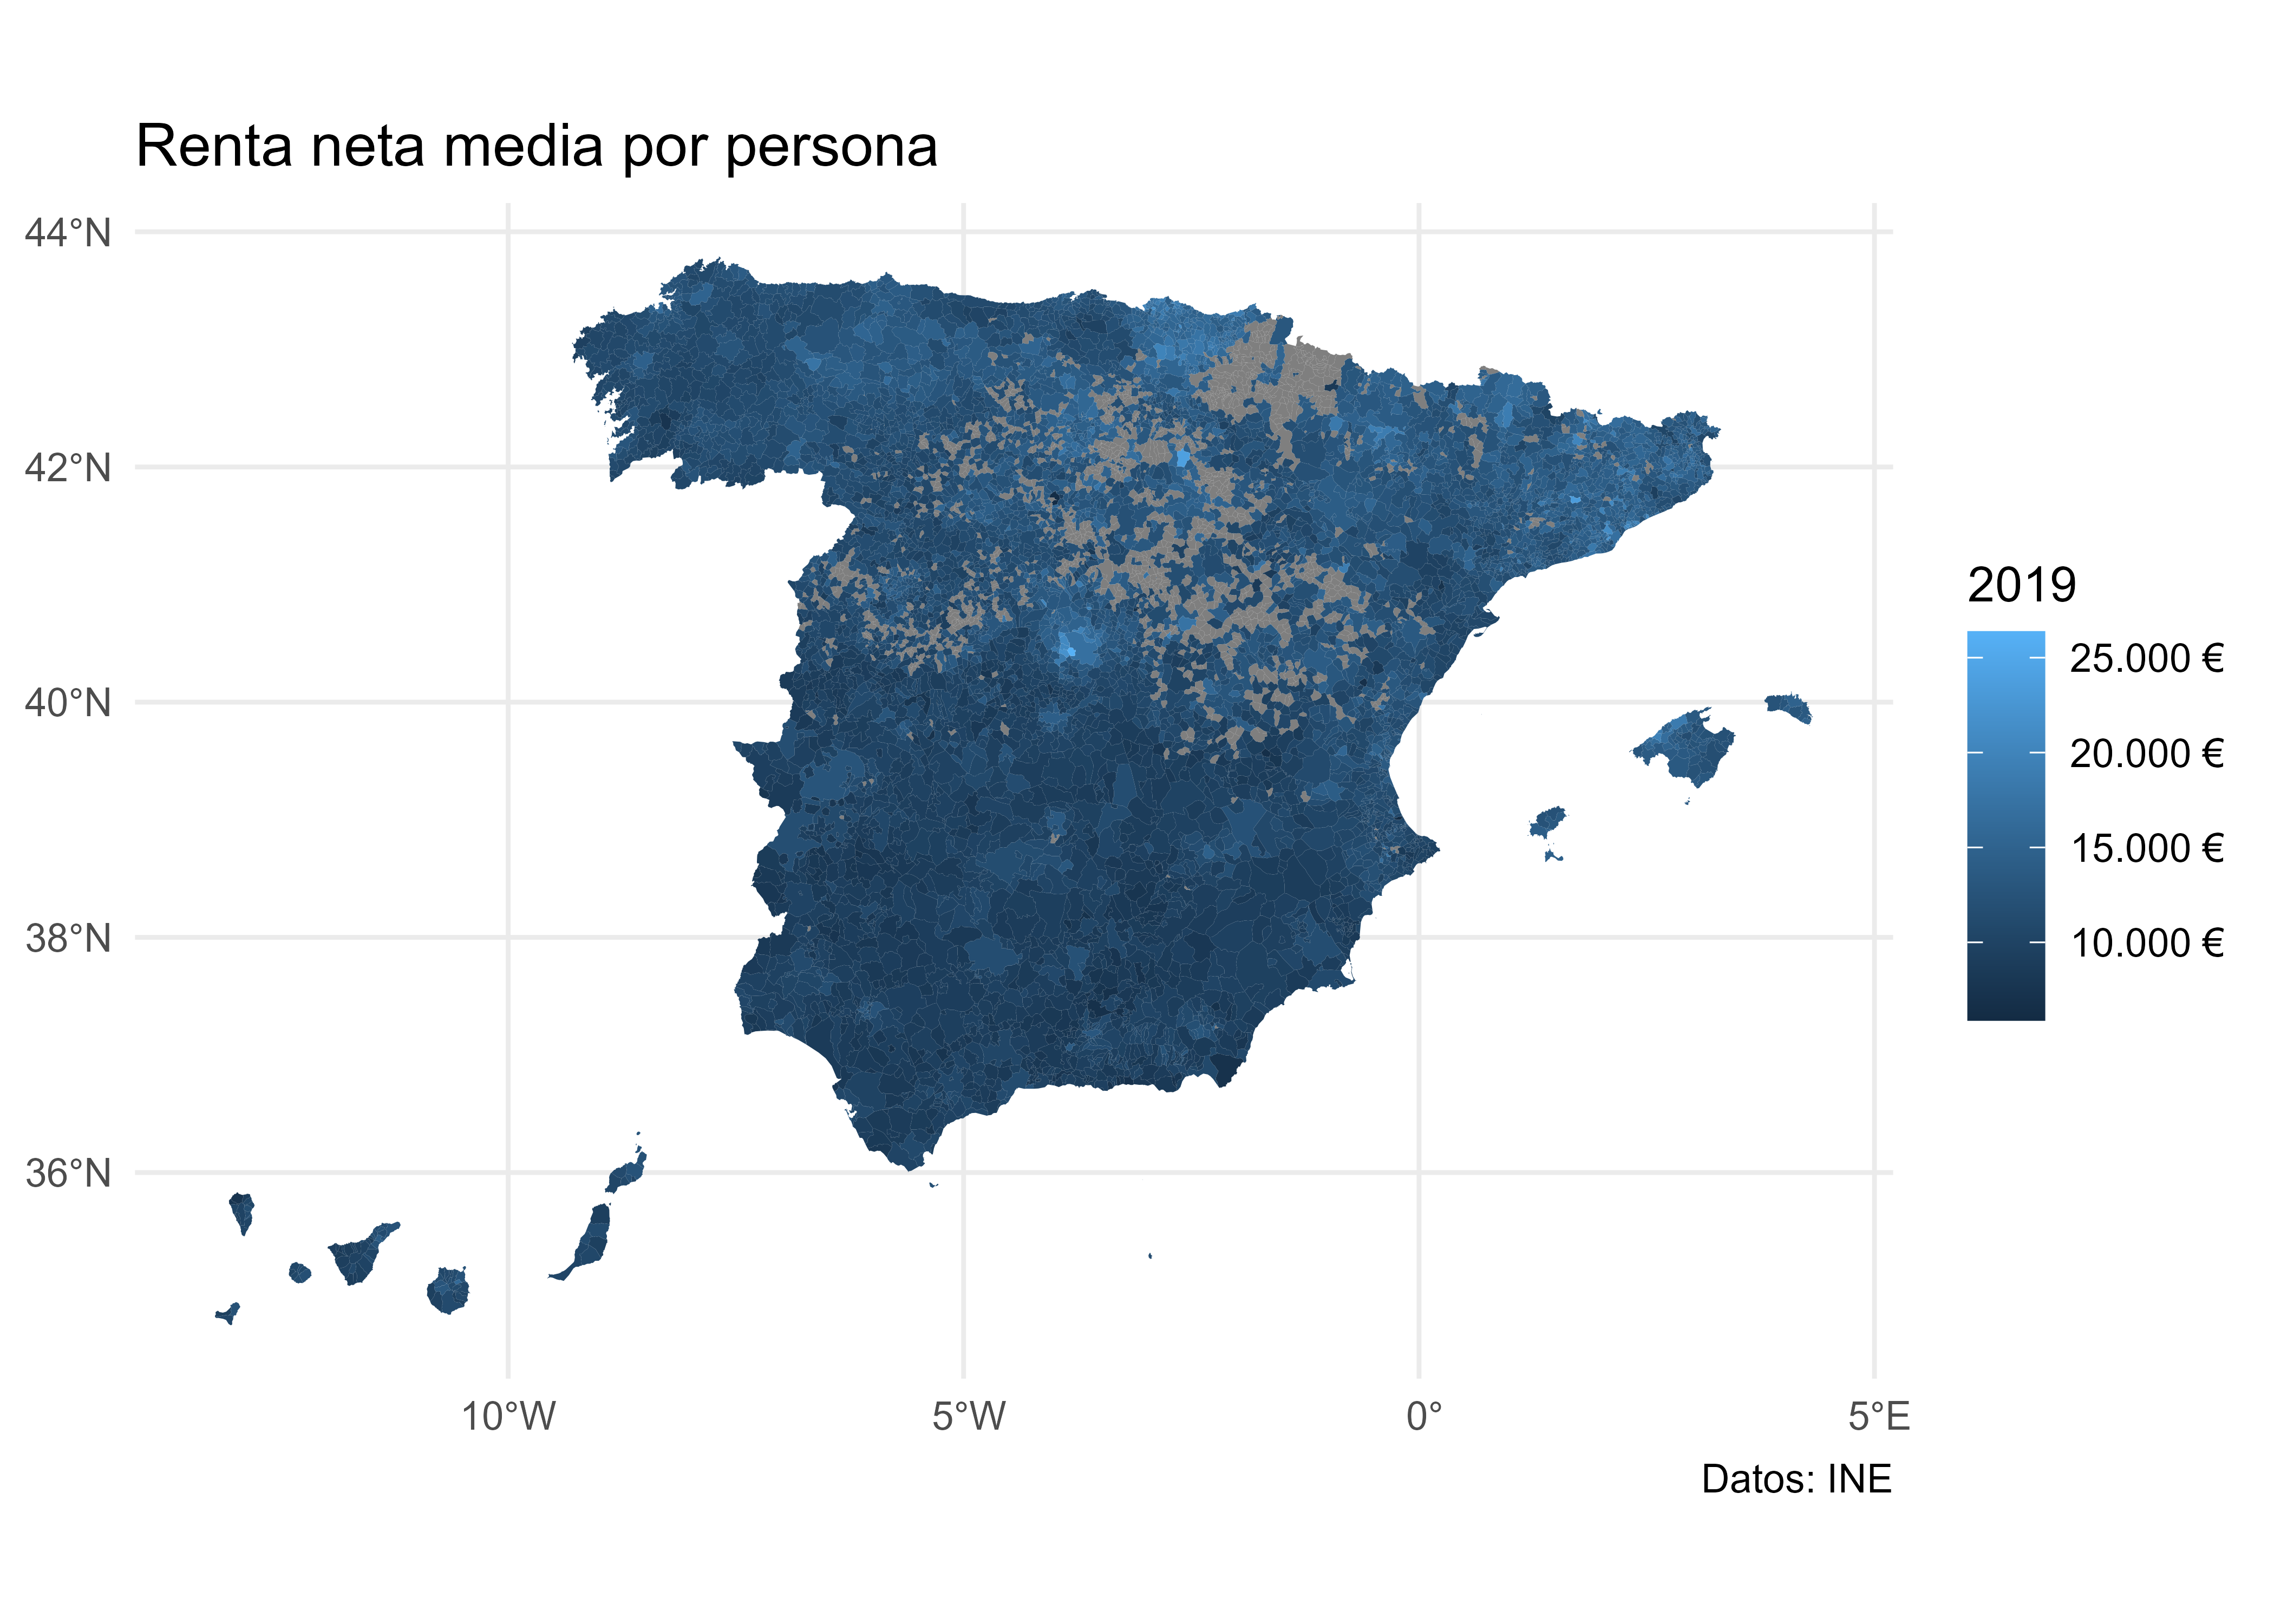 Renta neta media por persona
44°N
42°N
40°N
38°N
36°N
10°W
5°W
0°
5°E
2019
25.000 €
20.000 €
15.000 €
10.000 €
Datos: INE